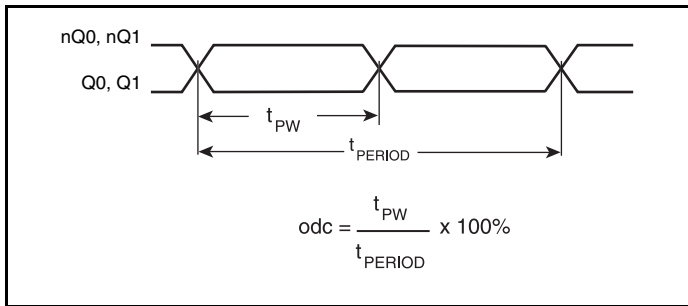 nQ0, nQ1
Q0, Q1
tPW
tPERIOD
odc = tPW / tPERIOD x 100%